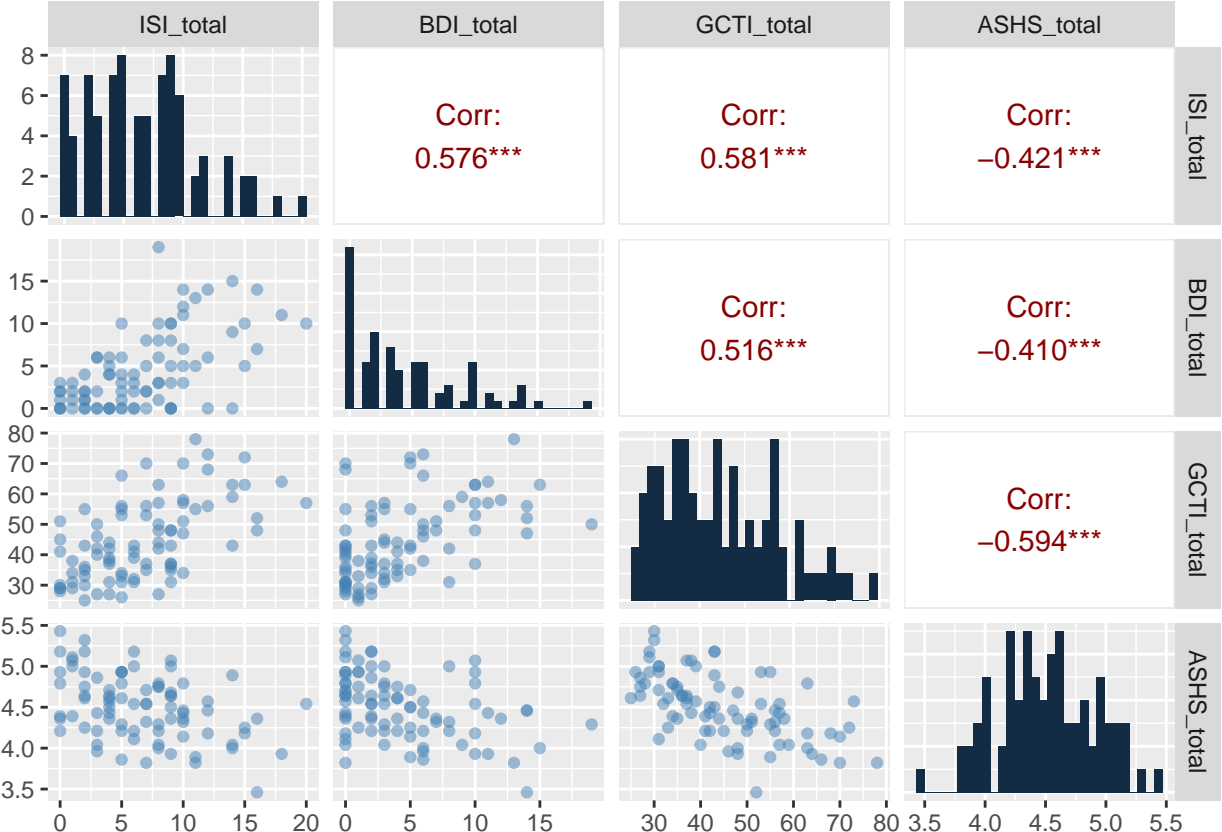 ISI_total BDI_total GCTI_total ASHS_total
8
6
4
2
0
Corr:
0.576***
Corr:
0.581***
Corr:
−0.421***
ISI_total
15
10
5
0
Corr:
0.516***
Corr:
−0.410***
BDI_total
80
70
60
50
40
30
Corr:
−0.594***
GCTI_total
5.5
5.0
4.5
4.0
3.5
ASHS_total
0 5 10 15 20 0 5 10 15 30 40 50 60 70 80 3.5 4.0 4.5 5.0 5.5